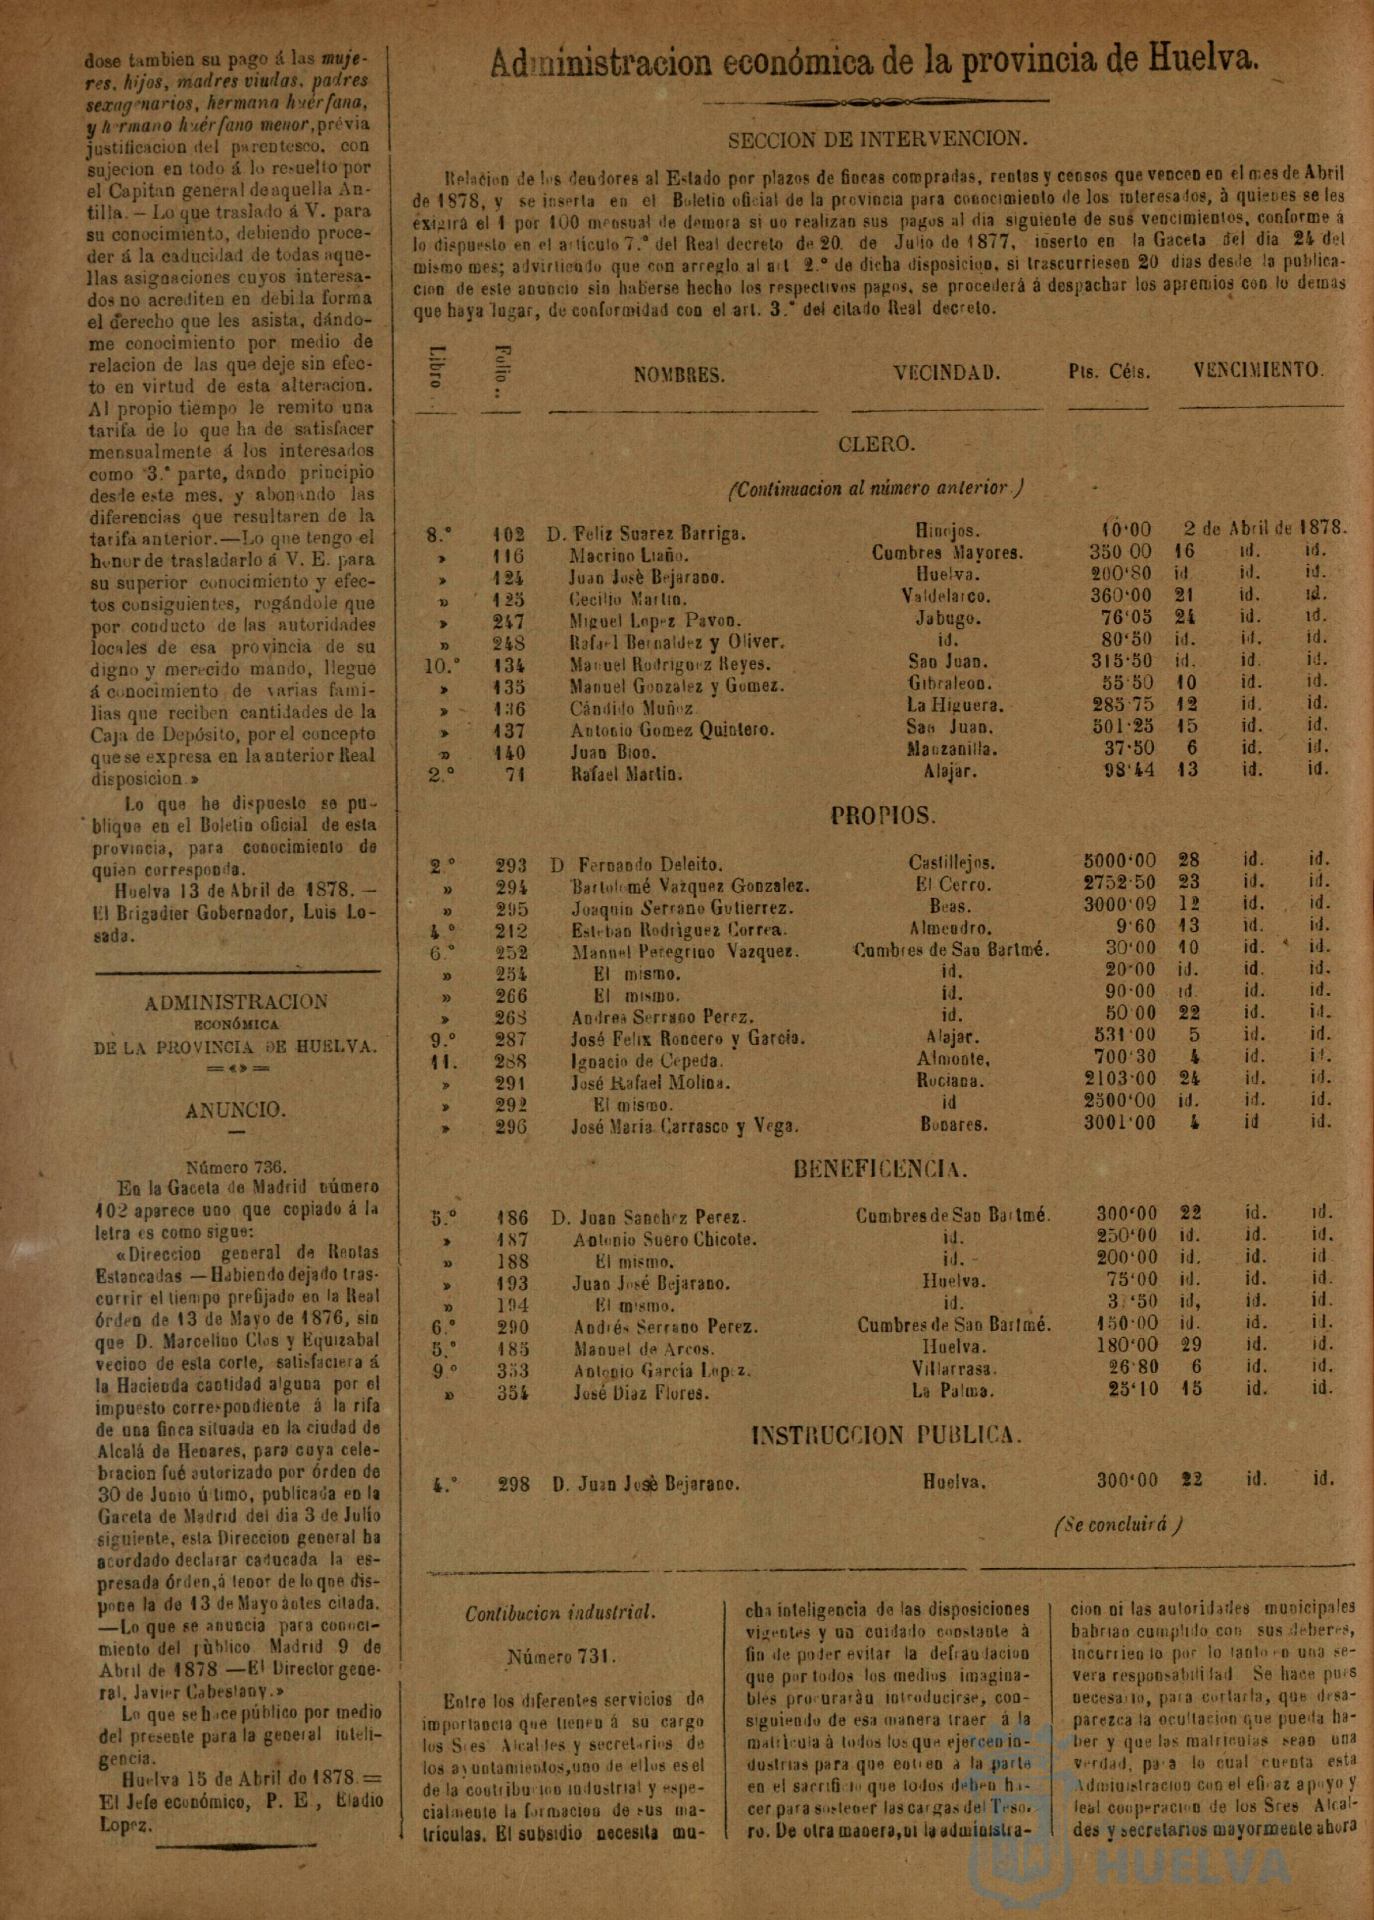 dose tambien su pago á las muje-
res, hijos, madres viudas, padres
sexagenarios, hermana huérfana,
y hermano huérfano menor, prévia
justificacion del parentesco, con
sujecion en todo á lo resuelto por
el Capitan general de aquella An-
tilla.—Lo que traslado á V. para
su conocimiento, debiendo proce-
der á la caducidad de todas aque-
llas asignaciones cuyos interesa-
dos no acrediten en debida forma
el derecho que les asista, dándo-
me conocimiento por medio de
relacion de las que deje sin efec-
to en virtud de esta alteracion.
Al propio tiempo le remito una
tarifa de lo que ha de satisfacer
mensualmente á los interesados
como 3.ª parte, dando principio
desde este mes, y abonando las
diferencias que resultaren de la
tarifa anterior.—Lo que tengo el
honor de trasladarlo á V. E. para
su superior conocimiento y efec-
tos consiguientes, rogándole que
por conducto de las autoridades
locales de esa provincia de su
digno y merecido mando, llegue
á conocimiento de varias fami-
lias que reciben cantidades de la
Caja de Depósito, por el concepto
que se expresa en la anterior Real
disposicion.»
Lo que he dispuesto se pu-
blique en el Boletin oficial de esta
provincia, para conocimiento de
quien corresponda.
Huelva 13 de Abril de 1878.—
El Brigadier Gobernador, Luis Lo-
sada.
ADMINISTRACION
ECONÓMICA
DE LA PROVINCIA DE HUELVA.
ANUNCIO.
Número 736.
En la Gaceta de Madrid número
102 aparece uno que copiado á la
letra es como sigue:
«Direccion general de Rentas
Estancadas—Habiendo dejado tras-
currir el tiempo prefijado en la Real
órden de 13 de Mayo de 1876, sin
que D. Marcelino Clos y Equizabal
vecino de esta corte, satisfaciera á
la Hacienda cantidad alguna por el
impuesto correspondiente á la rifa
de una finca situada en la ciudad de
Alcalá de Henares, para cuya cele-
bracion fué autorizado por órden de
30 de Junio último, publicada en la
Gaceta de Madrid del dia 3 de Julio
siguiente, esta Direccion general ha
acordado declarar caducada la es-
presada órden, á tenor de lo que dis-
pone la de 13 de Mayo antes citada.
—Lo que se anuncia para conoci-
miento del público Madrid 9 de
Abril de 1878—El Director gene-
ral, Javier Cabestany.»
Lo que se hace público por medio
del presente para la general inteli-
gencia.
Huelva 15 de Abril de 1878.=
El Jefe económico, P. E, Eladio
Lopez.
Administracion económica de la provincia de Huelva.
SECCION DE INTERVENCION.
Relacion de los deudores al Estado por plazos de fincas compradas, rentas y censos que vencen en el mes de Abril
de 1878, y se inserta en el Boletin oficial de la provincia para conocimiento de los interesados, à quienes se les
exigirá el 1 por 100 mensual de demora si no realizan sus pagos al dia siguiente de sus vencimientos, conforme á
lo dispuesto en el artículo 7.º del Real decreto de 20. de Julio de 1877, inserto en la Gaceta del dia 24 del
mismo mes; advirtiendo que con arreglo al art 2.º de dicha disposicion, si trascurriesen 20 dias desde la publica-
cion de este anuncio sin haberse hecho los respectivos pagos, se procederá á despachar los apremios con lo demas
que haya lugar, de conformidad con el art. 3.º del citado Real decreto.
Libro.. Folio.. NOMBRES. VECINDAD. Pts. Céts. VENCIMIENTO.
CLERO.
(Continuacion al número anterior.)
8.º 102 D. Feliz Suarez Barriga. Hinojos. 10'00 2 de Abril de 1878.
» 116 Macrino Liaño. Cumbres Mayores. 350 00 16 id. id.
» 124 Juan Josè Bejarano. Huelva. 200'80 id id. id.
» 125 Cecilio Martin. Valdelarco. 360'00 21 id. id.
» 247 Miguel Lopez Pavon. Jabugo. 76'05 24 id. id.
» 248 Rafael Bernaldez y Oliver. id. 80'50 id. id. id.
10.º 134 Manuel Rodriguez Reyes. San Juan. 315'50 id. id. id.
» 135 Manuel Gonzalez y Gomez. Gibraleon. 55'50 10 id. id.
» 136 Cándido Muñoz La Higuera. 285'75 12 id. id.
» 137 Antonio Gomez Quintero. San Juan. 501'25 15 id. id.
» 140 Juan Bion. Manzanilla. 37'50 6 id. id.
2.º 71 Rafael Martin. Alajar. 98'44 13 id. id.
PROPIOS.
2.º 293 D Fernando Deleito. Castillejos. 5000'00 28 id. id.
» 294 Bartolomé Vazquez Gonzalez. El Cerro. 2752'50 23 id. id.
» 295 Joaquin Serrano Gutierrez. Beas. 3000'09 12 id. id.
4.º 212 Esteban Rodriguez Correa. Almendro. 9'60 13 id. id.
6.º 252 Manuel Peregrino Vazquez. Cumbres de San Bartmé. 30'00 10 id. id.
» 254 El mismo. id. 20'00 id. id. id.
» 266 El mismo. id. 90'00 id id. id.
» 268 Andres Serrano Perez. id. 50 00 22 id. id.
9.º 287 José Felix Roncero y Garcia. Alajar. 531'00 5 id. id.
11. 288 Ignacio de Cepeda. Almonte, 700'30 4 id. id.
» 291 José Rafael Molina. Rociana. 2103'00 24 id. id.
» 292 El mismo. id 2500'00 id. id. id.
» 296 José Maria Carrasco y Vega. Bonares. 3001'00 4 id id.
BENEFICENCIA.
5.º 186 D. Juan Sanchez Perez. Cumbres de San Bartmé. 300'00 22 id. id.
» 187 Antonio Suero Chicote. id. 250'00 id. id. id.
» 188 El mismo. id. 200'00 id. id. id.
» 193 Juan José Bejarano. Huelva. 75'00 id. id. id.
» 194 El mismo. id. id, id. id.
6.º 290 Andrés Serrano Perez. Cumbres de San Bartmé. 150'00 id. id. id.
5.º 185 Manuel de Arcos. Huelva. 180'00 29 id. id.
9º 353 Antonio García Lopez. Villarrasa. 26'80 6 id. id.
» 354 José Diaz Flores. La Palma. 25'10 15 id. id.
INSTRUCCION PUBLICA.
4.º 298 D. Juan Josè Bejarano. Huelva. 300'00 22 id. id.
(Se concluirá)
Contibucion industrial.
Número 731.
Entre los diferentes servicios de
importancia que tienen á su cargo
los Sres Alcaldes y secretarios de
los ayuntamientos, uno de ellos es el
de la contribucion industrial y espe-
cialmente la formacion de sus ma-
trículas. El subsidio necesita mu-
cha inteligencia de las disposiciones
vigentes y un cuidado constante à
fin de poder evitar la defraudacion
que por todos los medios imagina-
bles procurarán introducirse, con-
siguiendo de esa manera traer á la
matrícula à todos los que ejercen in-
dustrias para que entren á la parte
en el sacrificio que todos deben ha-
cer para sostener las cargas del Teso-
ro. De otra manera, ni la administra-
cion ni las autoridades municipales
habrian cumplido con sus deberes,
incurriendo por lo tanto en una se-
vera responsabilidad Se hace pues
necesario, para cortarla, que desa-
parezca la ocultacion que pueda ha-
ber y que las matriculas sean una
verdad, para lo cual cuenta esta
Administracion con el eficaz apoyo y
leal cooperacion de los Sres Alcal-
des y secretarios mayormente ahora
HUELVA